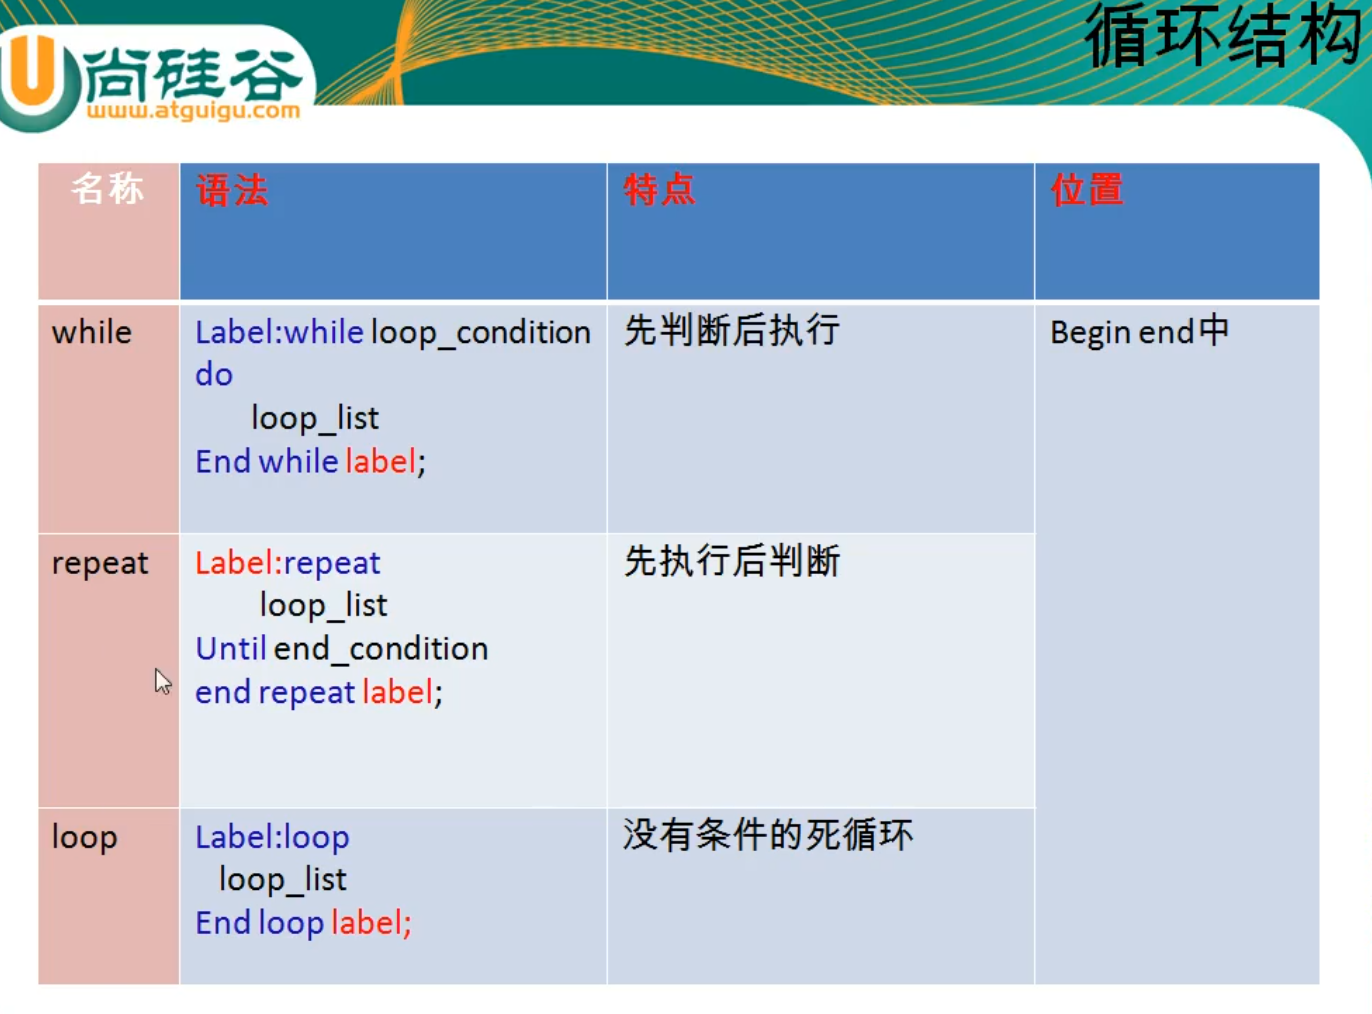 循环结构
尚硅谷
www.atguigu.com
名称
语法
特点
位置
while
Label:while loop_condition
do
loop_list
End while label;
先判断后执行
Begin end中
repeat
Label:repeat
loop_list
Until end_condition
end repeat label;
先执行后判断
loop
Label:loop
loop_list
End loop label;
没有条件的死循环